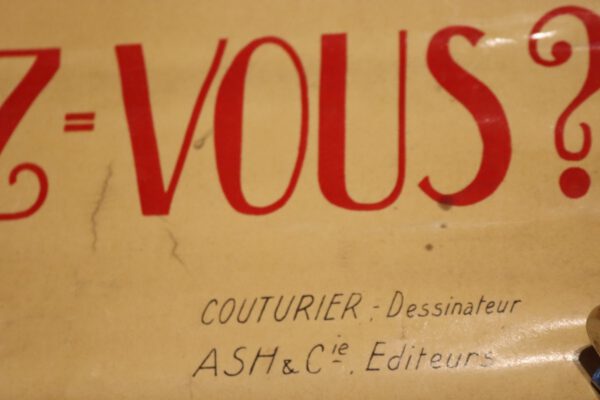 Z=VOUS?
COUTURIER.- Dessinateur
ASH & Cie. Editeurs